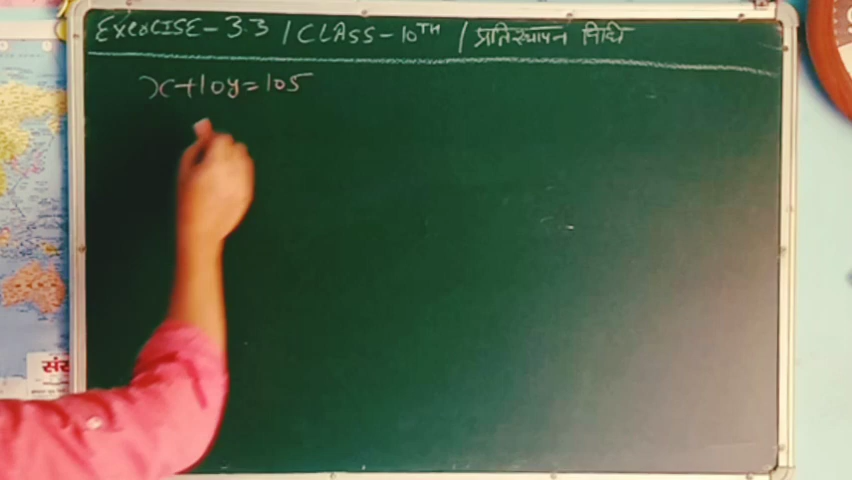 EXERCISE-3.3 / CLASS-10TH / प्रतिस्थापन विधि
x+10y=105
संस्